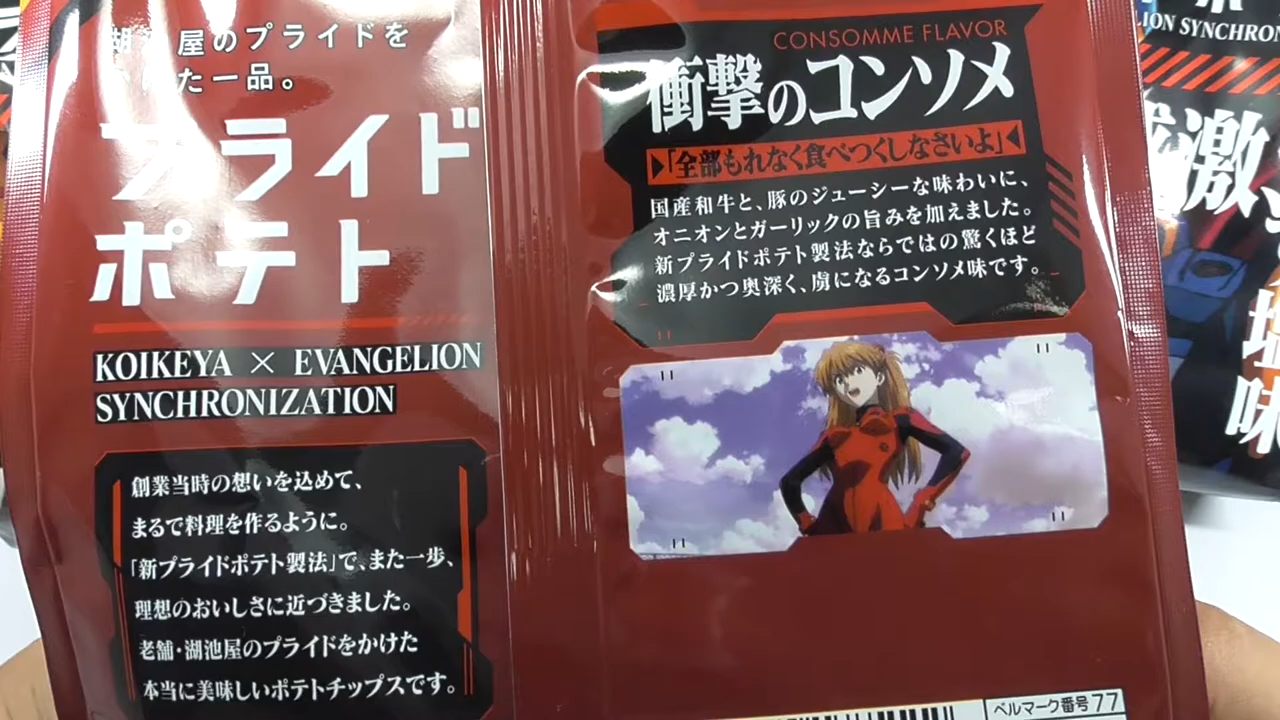 湖池屋のプライドを
た一品。
プライド
ポテト
KOIKEYA × EVANGELION
SYNCHRONIZATION
創業当時の想いを込めて、
まるで料理を作るように。
「新プライドポテト製法」で、また一歩、
理想のおいしさに近づきました。
老舗・湖池屋のプライドをかけた
本当に美味しいポテトチップスです。
CONSOMME FLAVOR
衝撃のコンソメ
「全部もれなく食べつくしなさいよ」
国産和牛と、豚のジューシーな味わいに、
オニオンとガーリックの旨みを加えました。
新プライドポテト製法ならではの驚くほど
濃厚かつ奥深く、虜になるコンソメ味です。
ベルマーク番号 77
LION SYNCHRON
激
塩
味